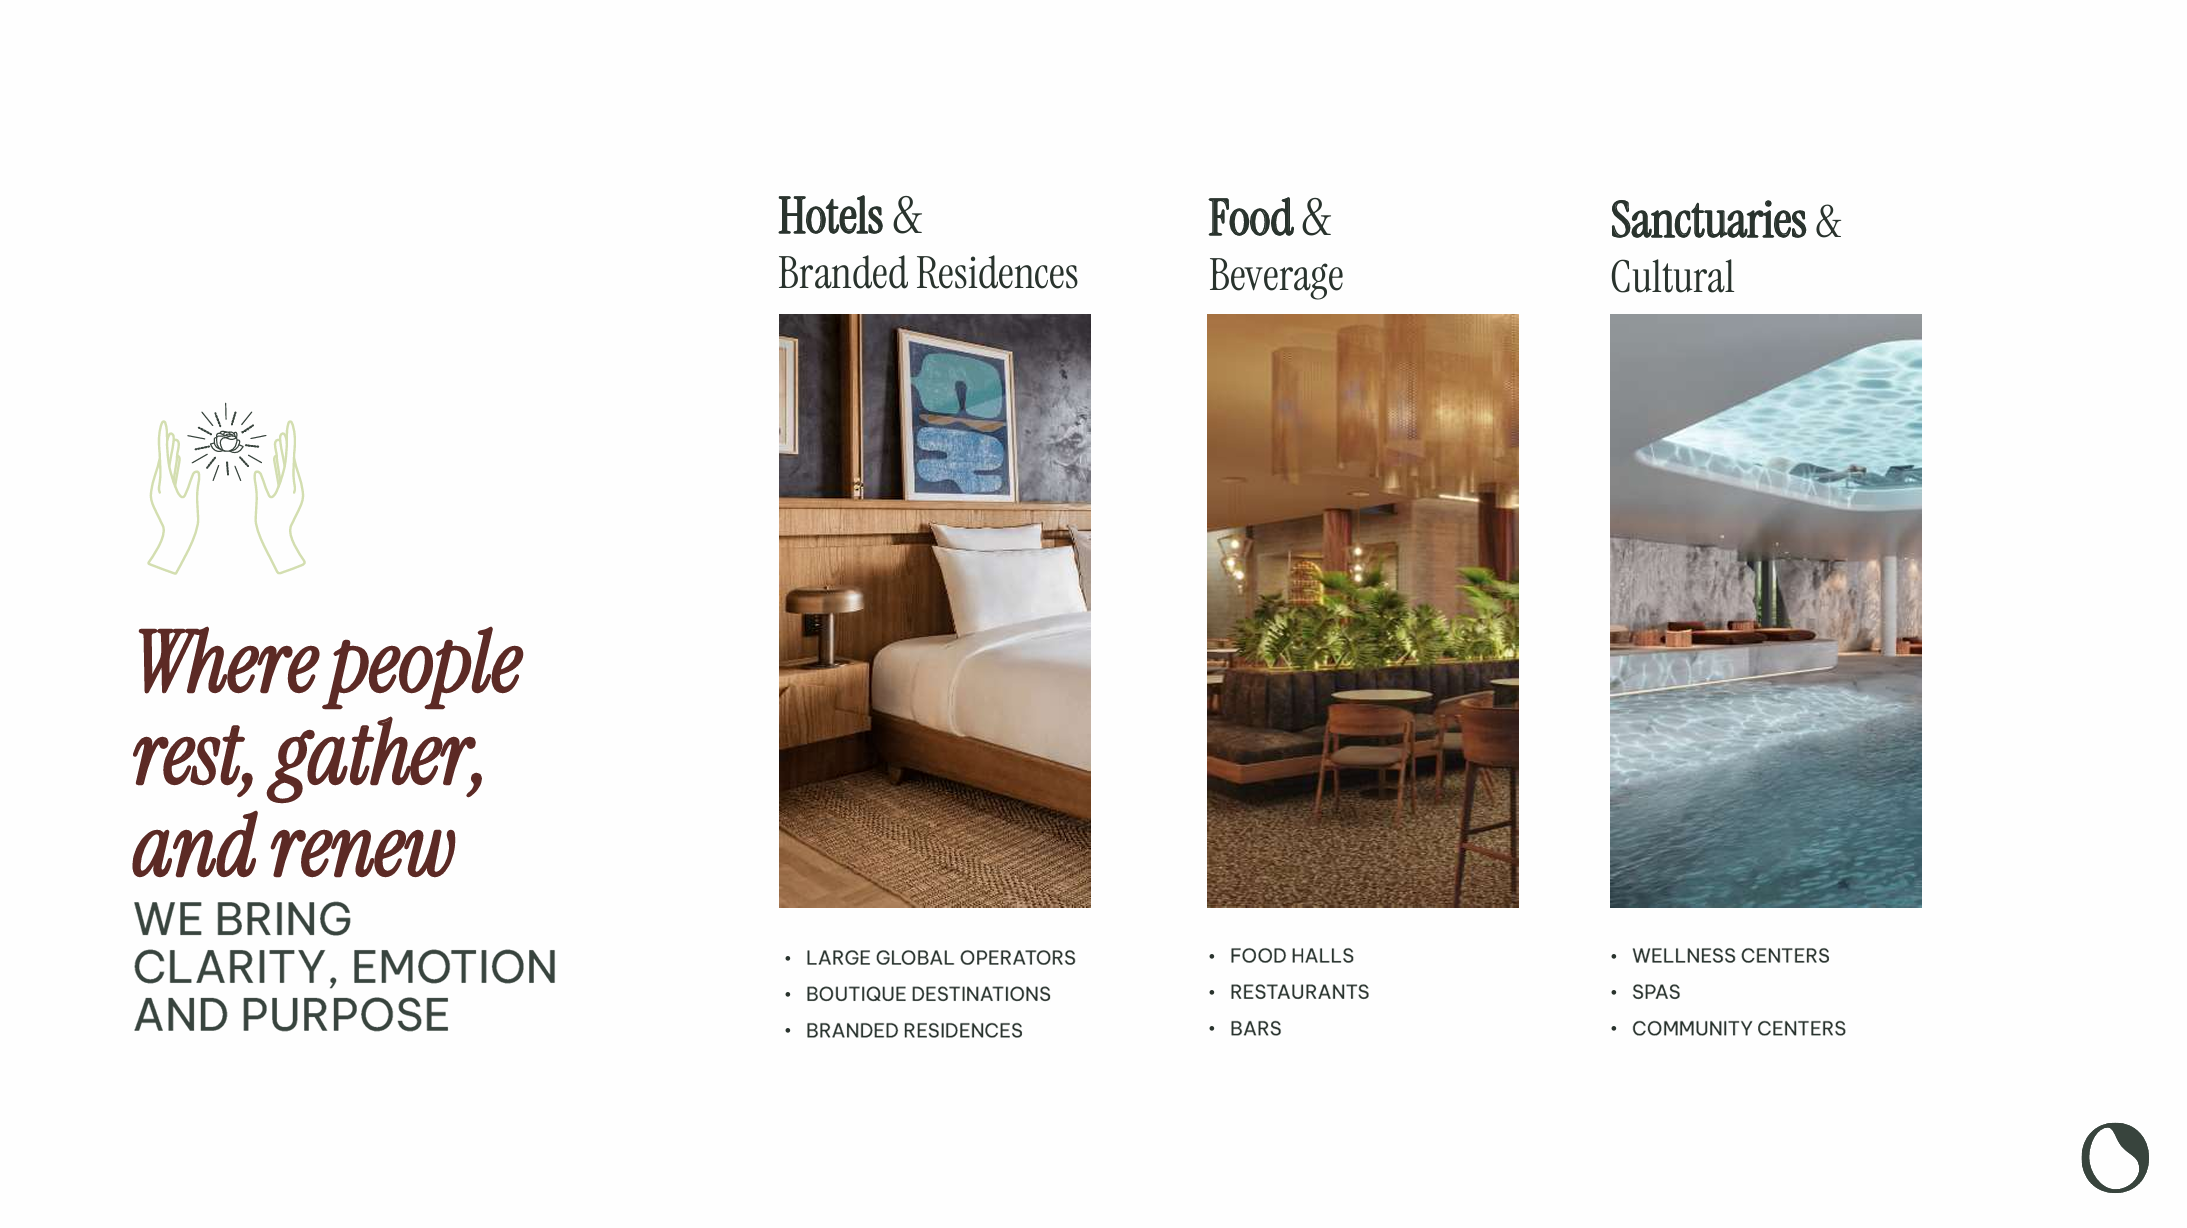 Where people
rest, gather,
and renew
WE BRING
CLARITY, EMOTION
AND PURPOSE
Hotels &
Branded Residences
• LARGE GLOBAL OPERATORS
• BOUTIQUE DESTINATIONS
• BRANDED RESIDENCES
Food &
Beverage
• FOOD HALLS
• RESTAURANTS
• BARS
Sanctuaries &
Cultural
• WELLNESS CENTERS
• SPAS
• COMMUNITY CENTERS